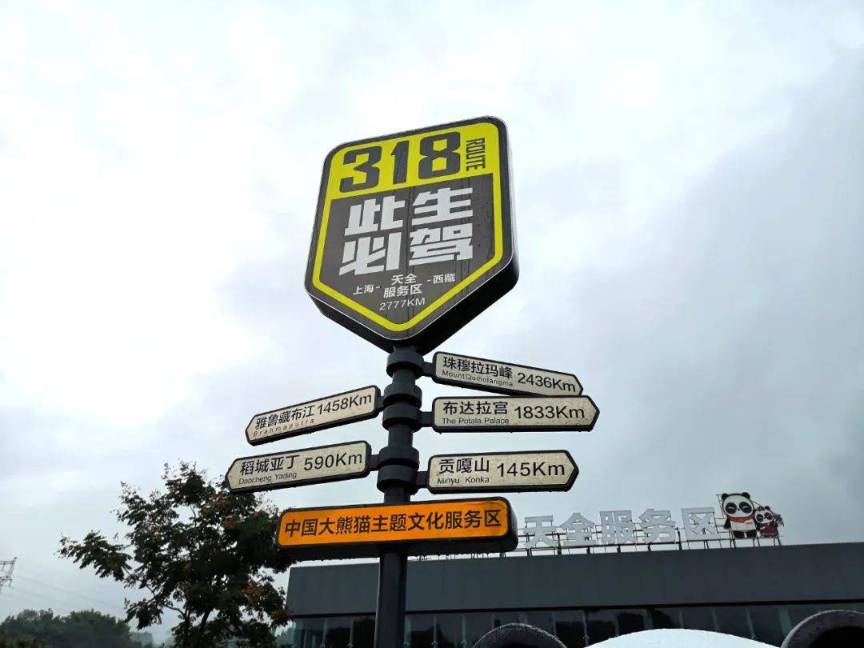 318 ROUTE
此生
必驾
上海-天全服务区-西藏
2777KM
珠穆拉玛峰 2436Km
Mount Qomolangma
雅鲁藏布江 1458Km
Brahmaputra
布达拉宫 1833Km
The Potala Palace
稻城亚丁 590Km
Daocheng Yading
贡嘎山 145Km
Minya Konka
中国大熊猫主题文化服务区
天全服务区